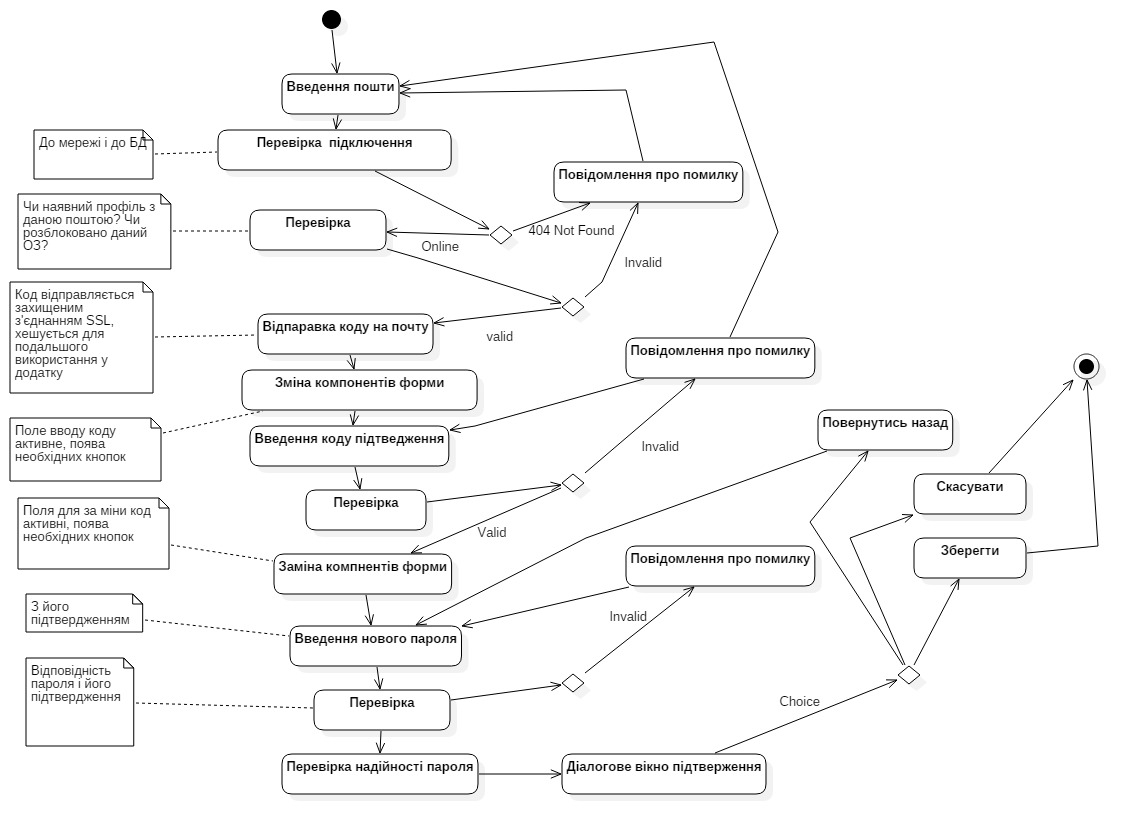 Введення пошти
До мережі і до БД
Перевірка  підключення
Повідомлення про помилку
Чи наявний профіль з
даною поштою? Чи
розблоковано даний
ОЗ?
Перевірка
404 Not Found
Online
Invalid
Код відправляється
захищеним
з'єднанням SSL,
хешується для
подальшого
використання у
додатку
Відпаравка коду на почту
valid
Повідомлення про помилку
Зміна компонентів форми
Поле вводу коду
активне, поява
необхідних кнопок
Введення коду підтведження
Invalid
Повернутись назад
Скасувати
Перевірка
Поля для за міни код
активні, поява
необхідних кнопок
Valid
Зберегти
Заміна компнентів форми
Повідомлення про помилку
З його
підтвердженням
Invalid
Введення нового пароля
Відповідність
пароля і його
підтвердження
Перевірка
Choice
Перевірка надійності пароля
Діалогове вікно підтверження